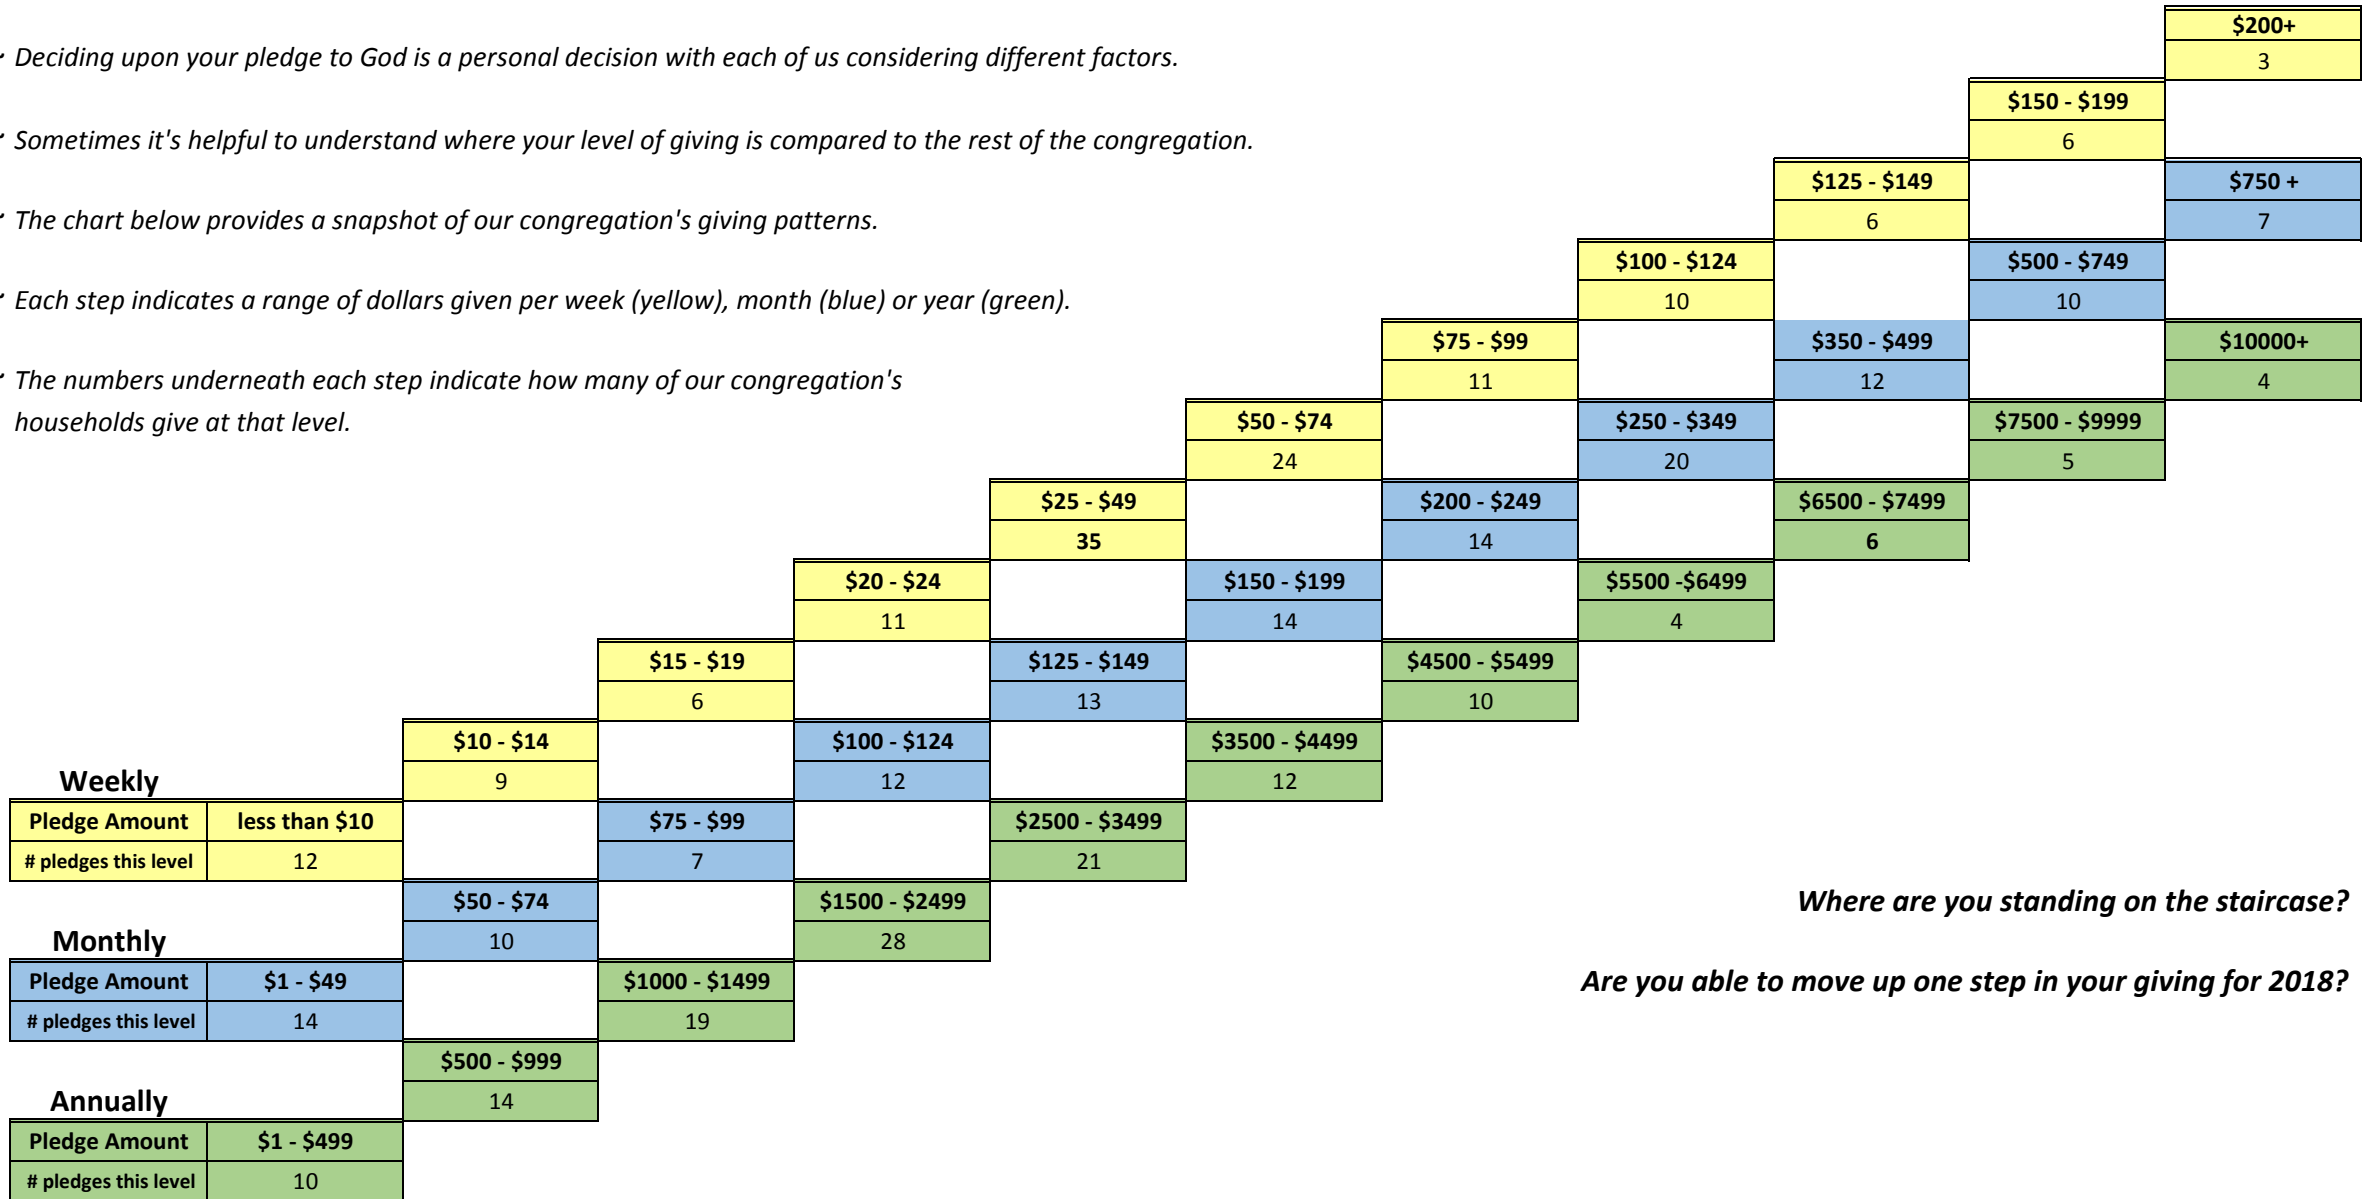 $200+
Deciding upon your pledge to God is a personal decision with each of us considering different factors.
3
$150 - $199
Sometimes it's helpful to understand where your level of giving is compared to the rest of the congregation.
6
$125 - $149 $750 +
The chart below provides a snapshot of our congregation's giving patterns.
6 7
$100 - $124 $500 - $749
Each step indicates a range of dollars given per week (yellow), month (blue) or year (green).
10 10
$75 - $99 $350 - $499 $10000+
The numbers underneath each step indicate how many of our congregation's
11 12 4
households give at that level.
$50 - $74 $250 - $349 $7500 - $9999
24 20 5
$25 - $49 $200 - $249 $6500 - $7499
35 14 6
$20 - $24 $150 - $199 $5500 -$6499
11 14 4
$15 - $19 $125 - $149 $4500 - $5499
6 13 10
$10 - $14 $100 - $124 $3500 - $4499
Weekly 9 12 12
Pledge Amount less than $10 $75 - $99 $2500 - $3499
# pledges this level 12 7 21
$50 - $74 $1500 - $2499 Where are you standing on the staircase?
Monthly 10 28
Pledge Amount $1 - $49 $1000 - $1499 Are you able to move up one step in your giving for 2018?
# pledges this level 14 19
$500 - $999
Annually 14
Pledge Amount $1 - $499
# pledges this level 10